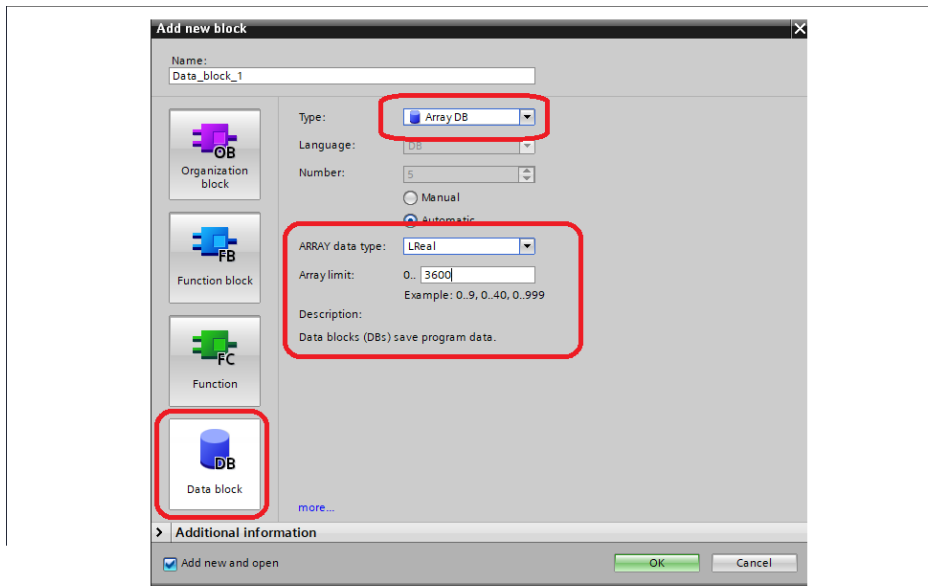 Add new block
Name:
Data_block_1
OB
Organization
block
FB
Function block
FC
Function
DB
Data block
Type:
Array DB
Language:
DB
Number:
5
Manual
Automatic
ARRAY data type:
LReal
Array limit:
0.. 3600
Example: 0..9, 0..40, 0..999
Description:
Data blocks (DBs) save program data.
more...
Additional information
Add new and open
OK
Cancel